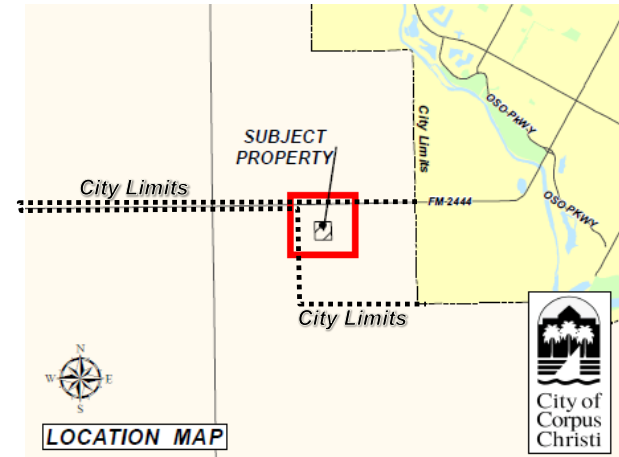 SUBJECT
PROPERTY
City Limits
City Limits
OSO-PKWY
FM-2444
OSO-PKWY
City Limits
N
W
E
S
LOCATION MAP
City of
Corpus
Christi